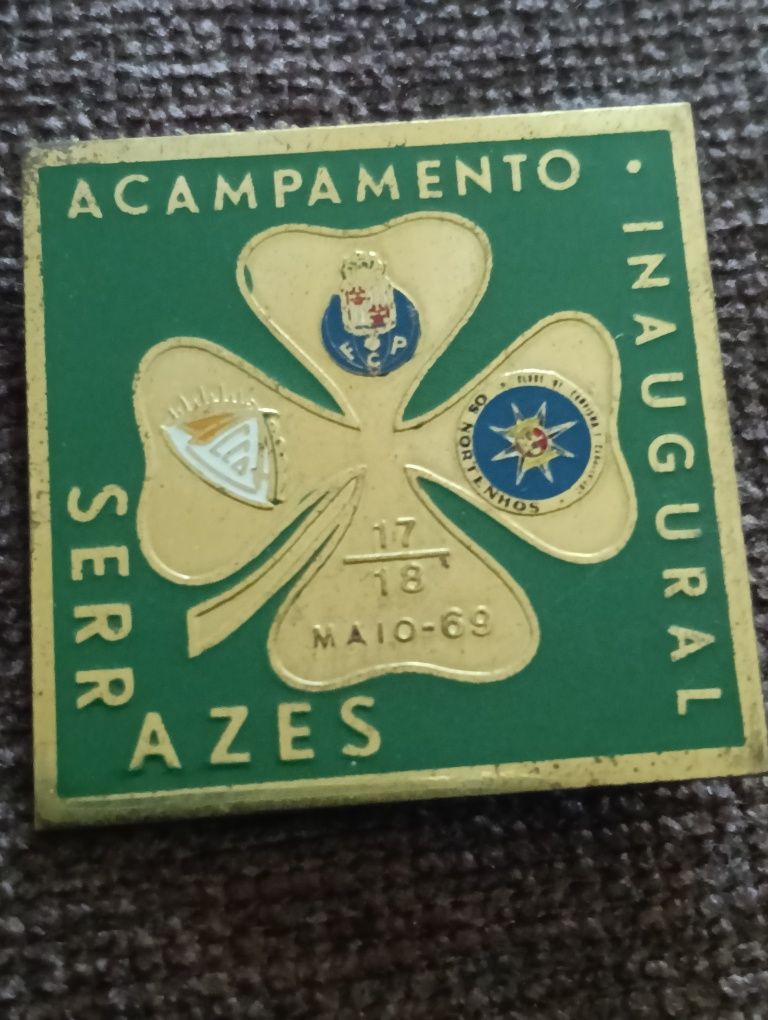 ACAMPAMENTO · INAUGURAL
SERRAZES
FCP
OS NORTENHOS
17
18
MAIO-69